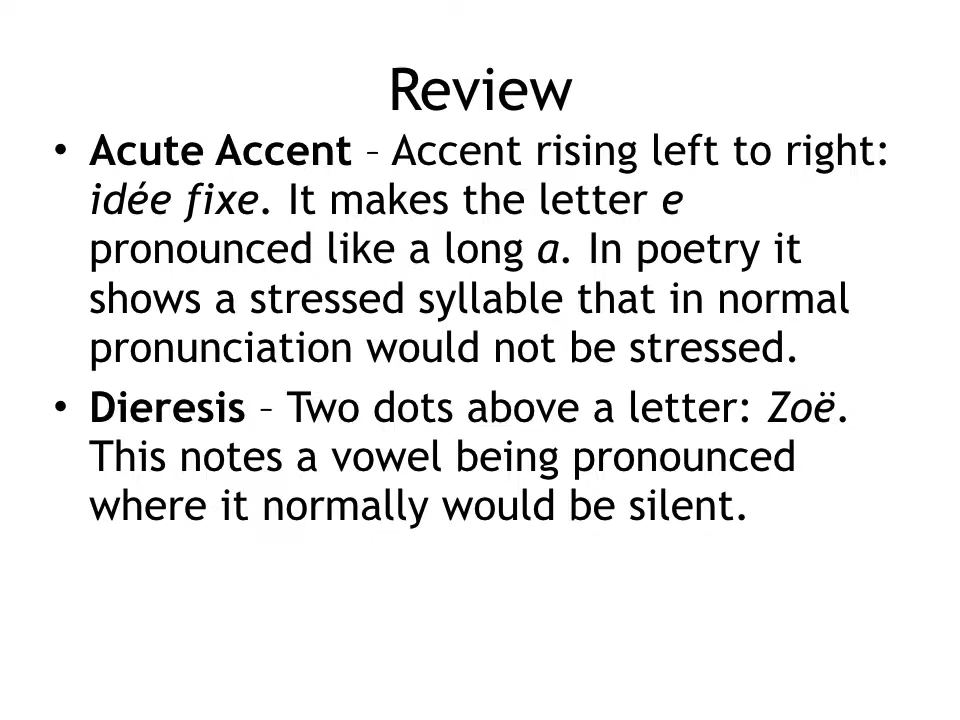 Review
• Acute Accent – Accent rising left to right:
idée fixe. It makes the letter e
pronounced like a long a. In poetry it
shows a stressed syllable that in normal
pronunciation would not be stressed.
• Dieresis – Two dots above a letter: Zoë.
This notes a vowel being pronounced
where it normally would be silent.